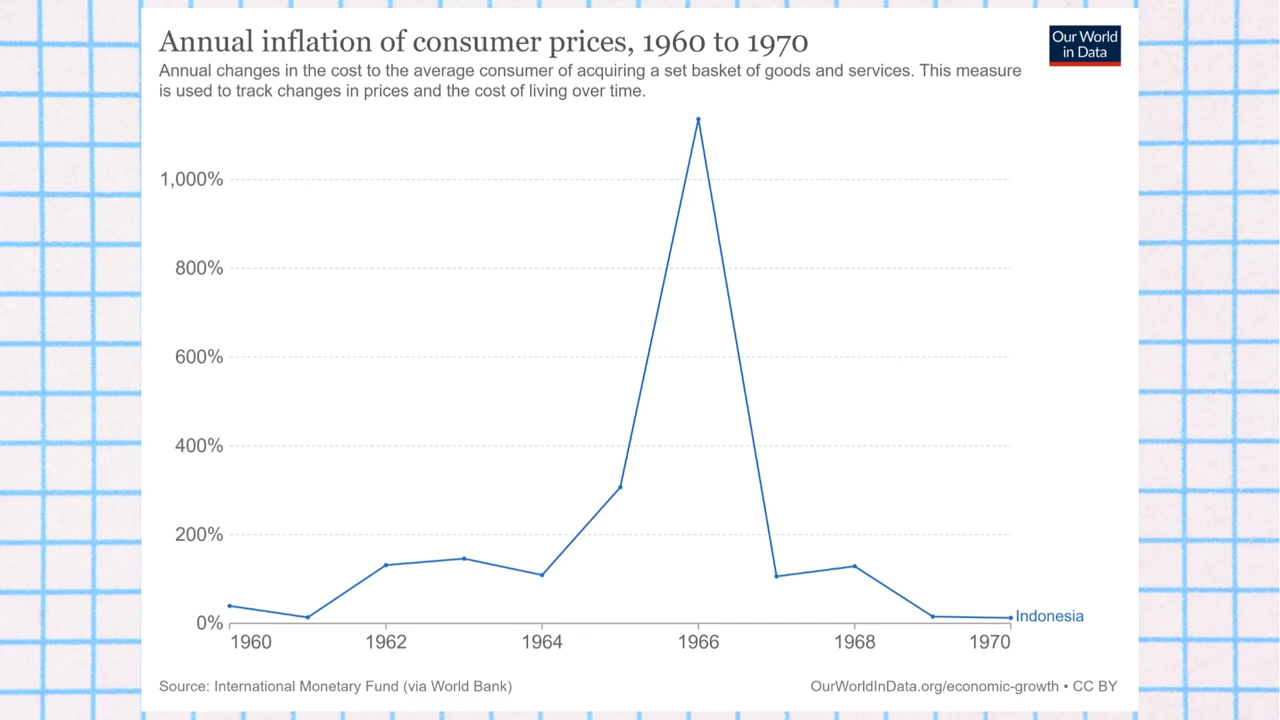 Annual inflation of consumer prices, 1960 to 1970
Our World
in Data
Annual changes in the cost to the average consumer of acquiring a set basket of goods and services. This measure
is used to track changes in prices and the cost of living over time.
1,000%
800%
600%
400%
200%
0%
Indonesia
1960 1962 1964 1966 1968 1970
Source: International Monetary Fund (via World Bank)
OurWorldInData.org/economic-growth • CC BY